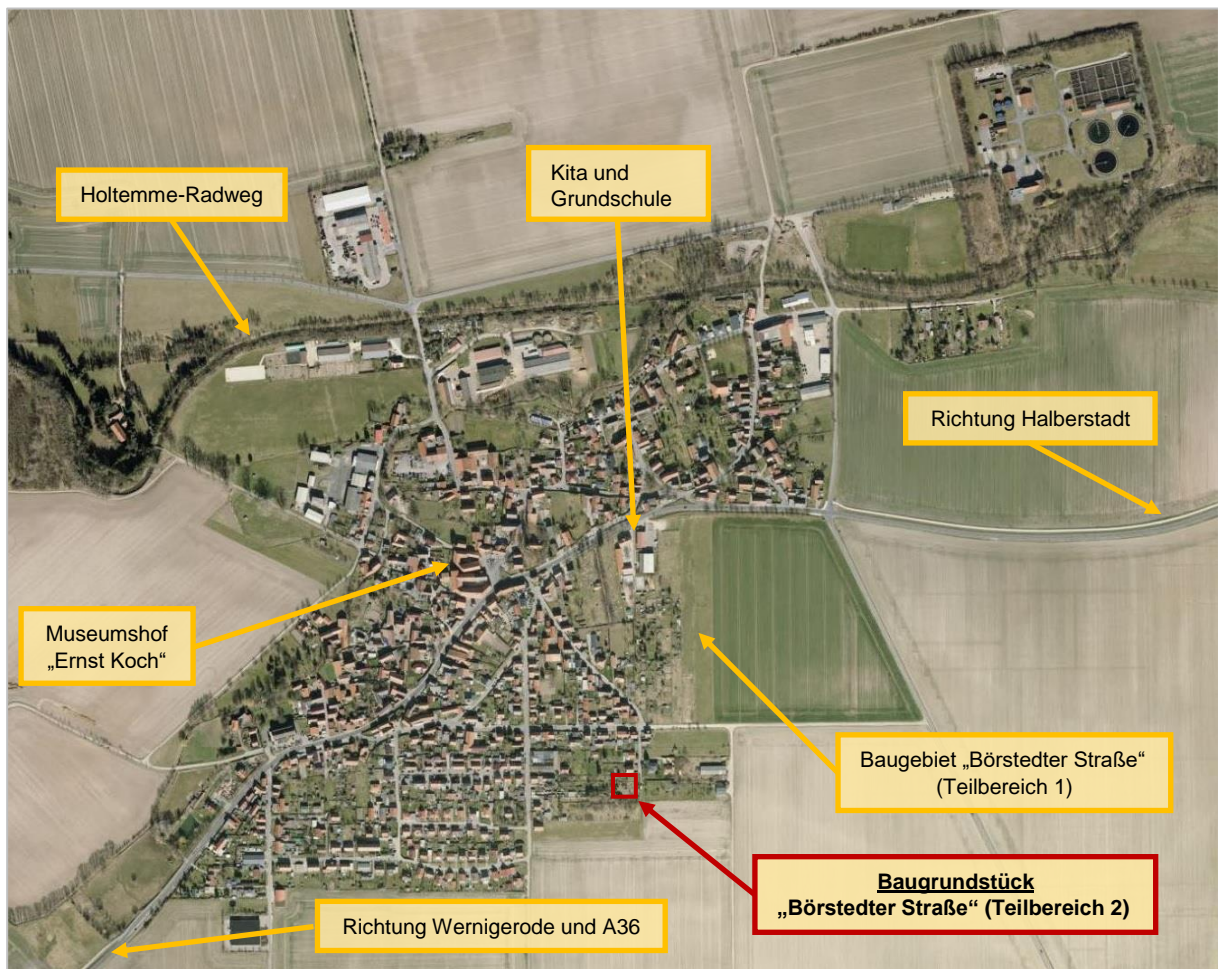 Kita und
Grundschule
Holtemme-Radweg
Richtung Halberstadt
Museumshof
„Ernst Koch“
Baugebiet „Börstedter Straße“
(Teilbereich 1)
Baugrundstück
„Börstedter Straße“ (Teilbereich 2)
Richtung Wernigerode und A36